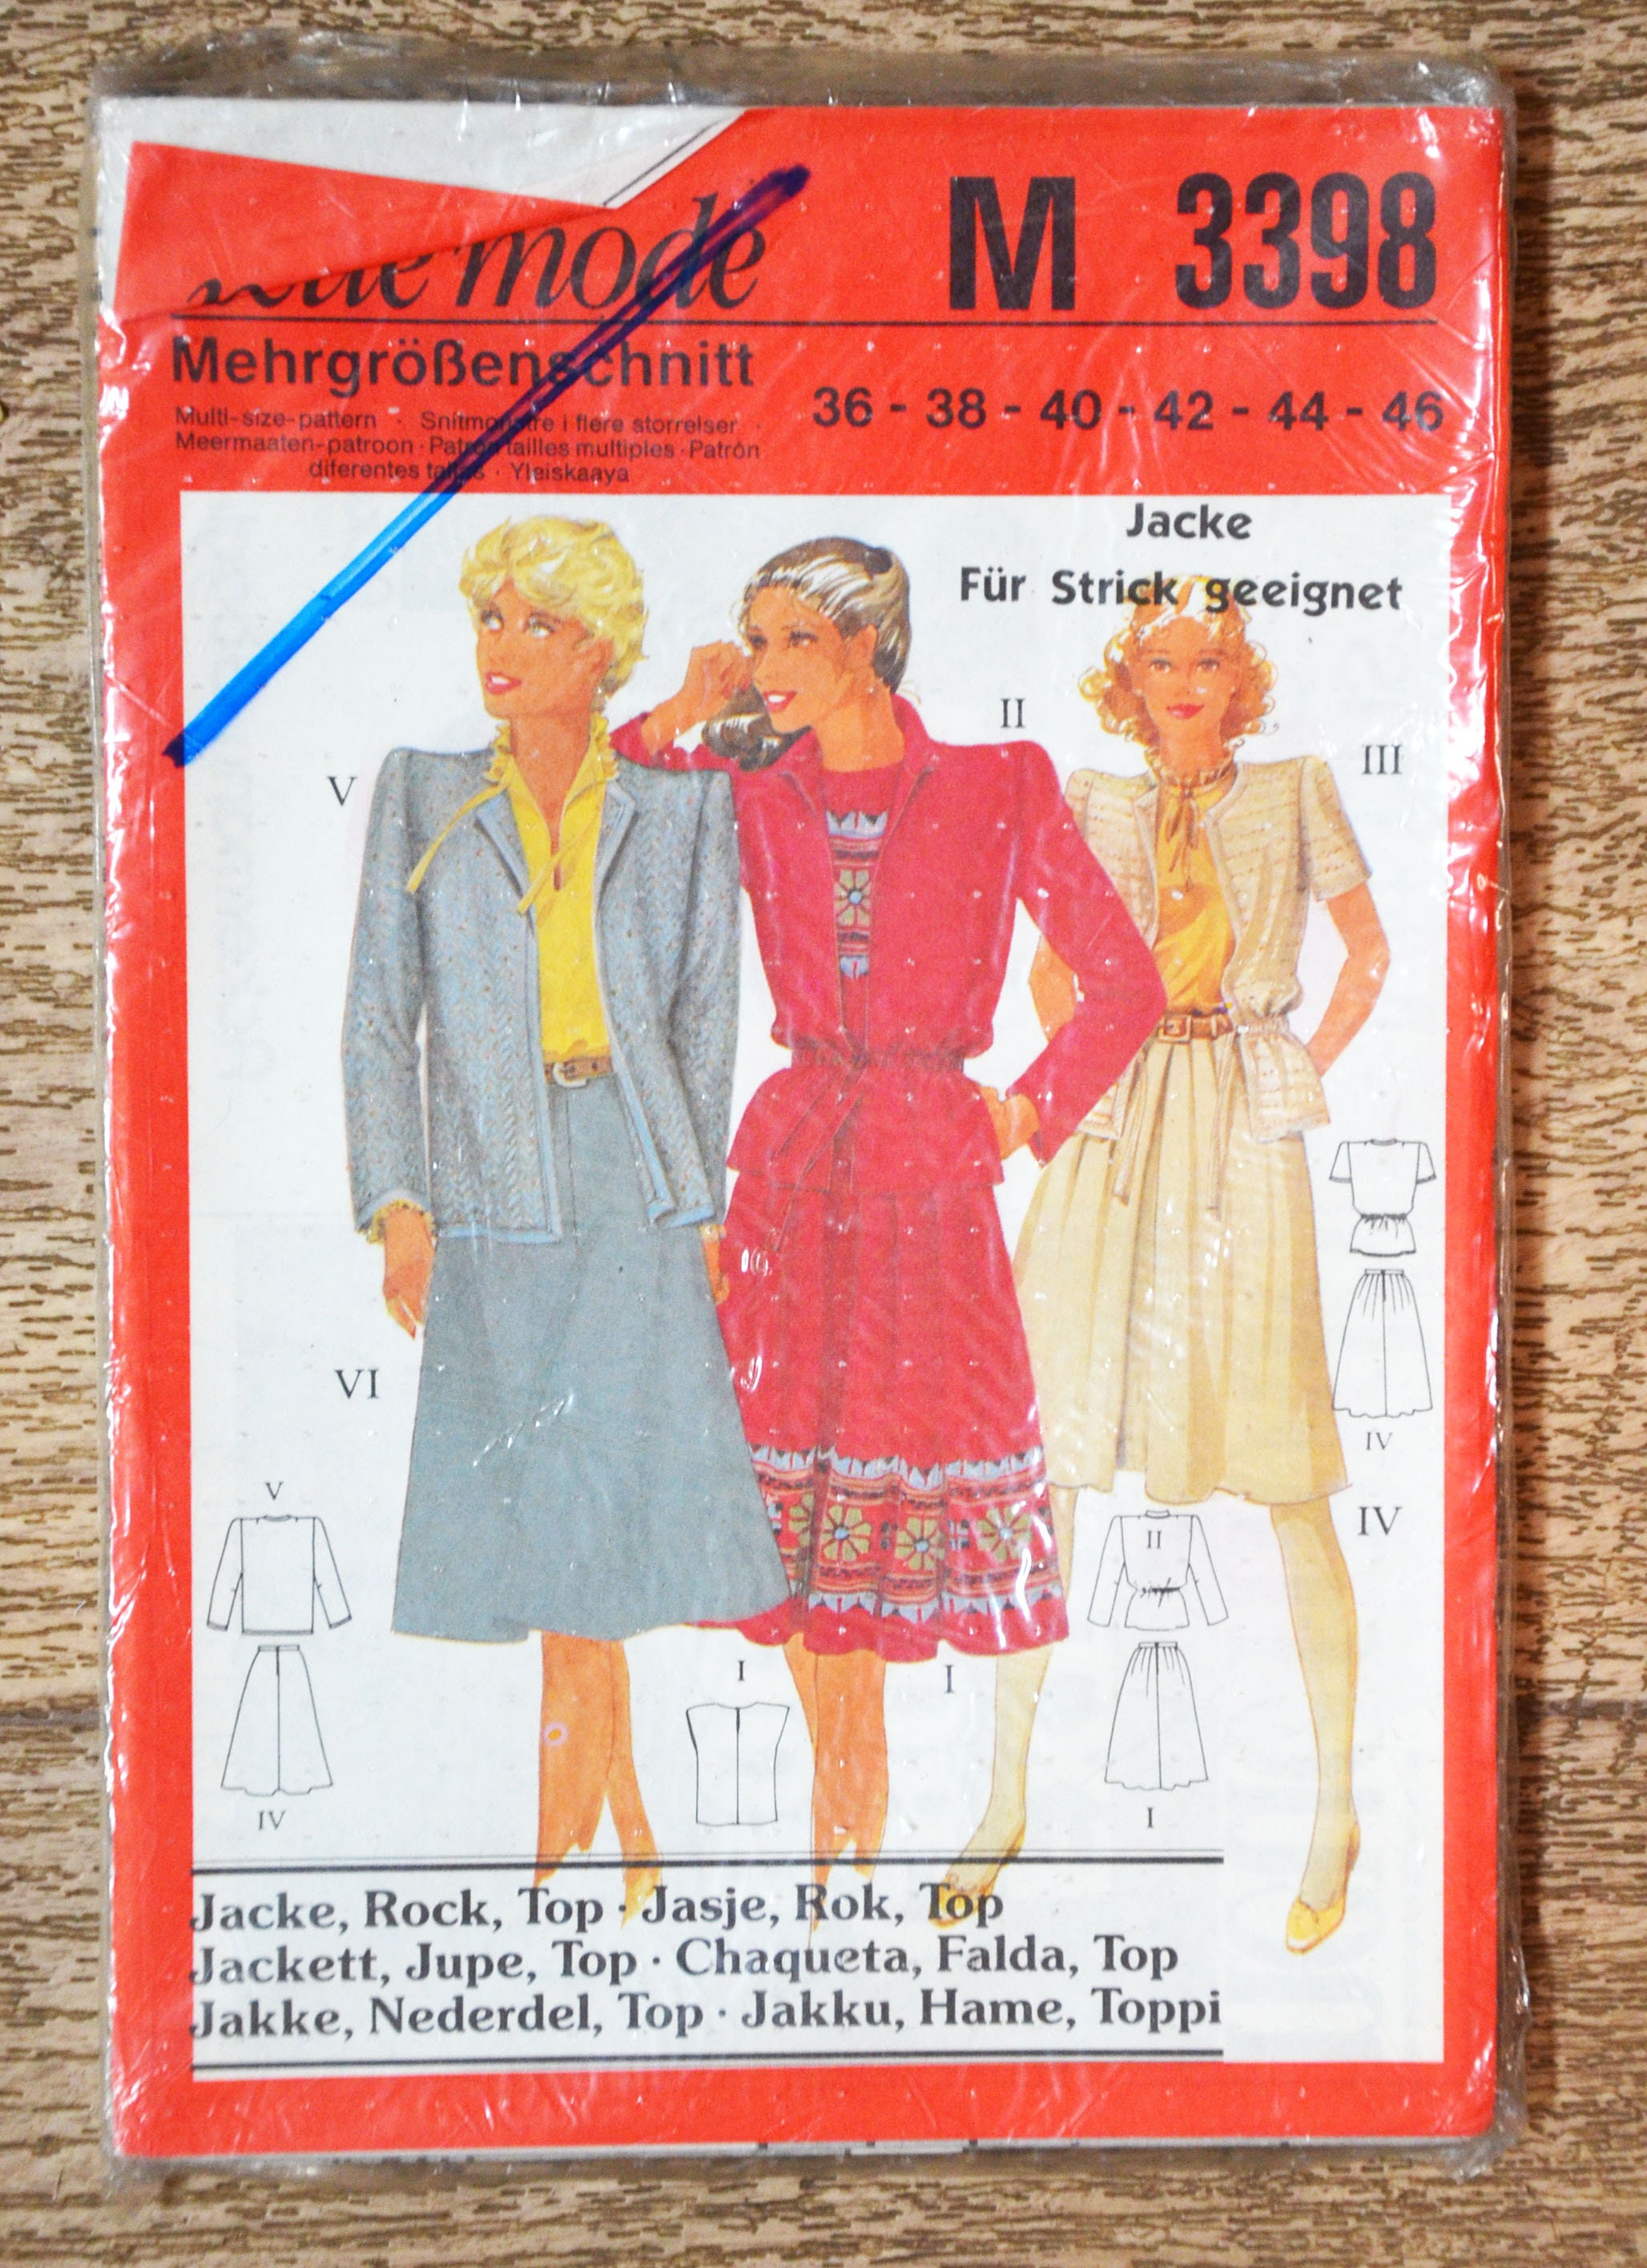 mode
M 3398
Mehrgrößenschnitt
36 - 38 - 40 - 42 - 44 - 46
Multi-size-pattern · Snitmønstre i flere storrelser ·
Meermaaten-patroon · Patron tailles multiples · Patrón
diferentes tallas · Yleiskaaya
Jacke
Für Strick geeignet
II
III
V
VI
IV
IV
V
II
I
I
IV
I
Jacke, Rock, Top · Jasje, Rok, Top
Jackett, Jupe, Top · Chaqueta, Falda, Top
Jakke, Nederdel, Top · Jakku, Hame, Toppi